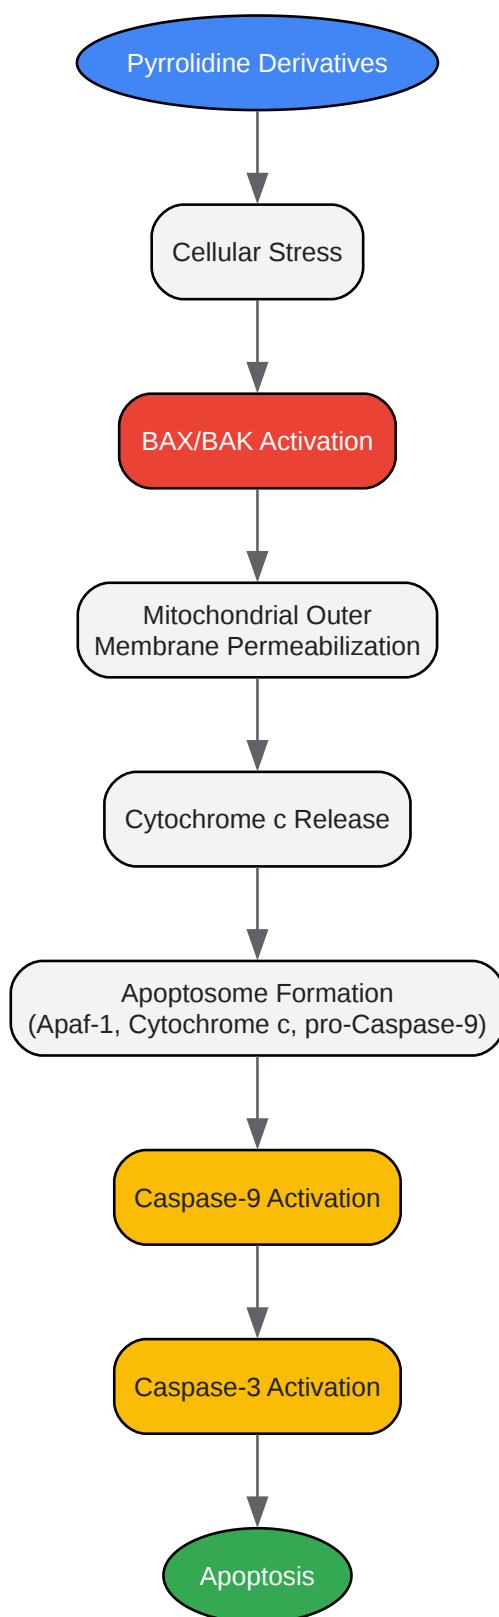 Pyrrolidine Derivatives
Cellular Stress
BAX/BAK Activation
Mitochondrial Outer
Membrane Permeabilization
Cytochrome c Release
Apoptosome Formation
(Apaf-1, Cytochrome c, pro-Caspase-9)
Caspase-9 Activation
Caspase-3 Activation
Apoptosis